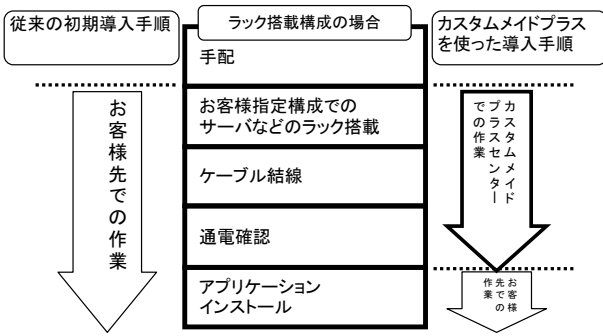 従来の初期導入手順
ラック搭載構成の場合
カスタムメイドプラス
を使った導入手順
手配
お客様指定構成での
サーバなどのラック搭載
ケーブル結線
通電確認
アプリケーション
インストール
お客様先での作業
カスタムメイド
プラスセンター
での作業
お客様
先での
作業